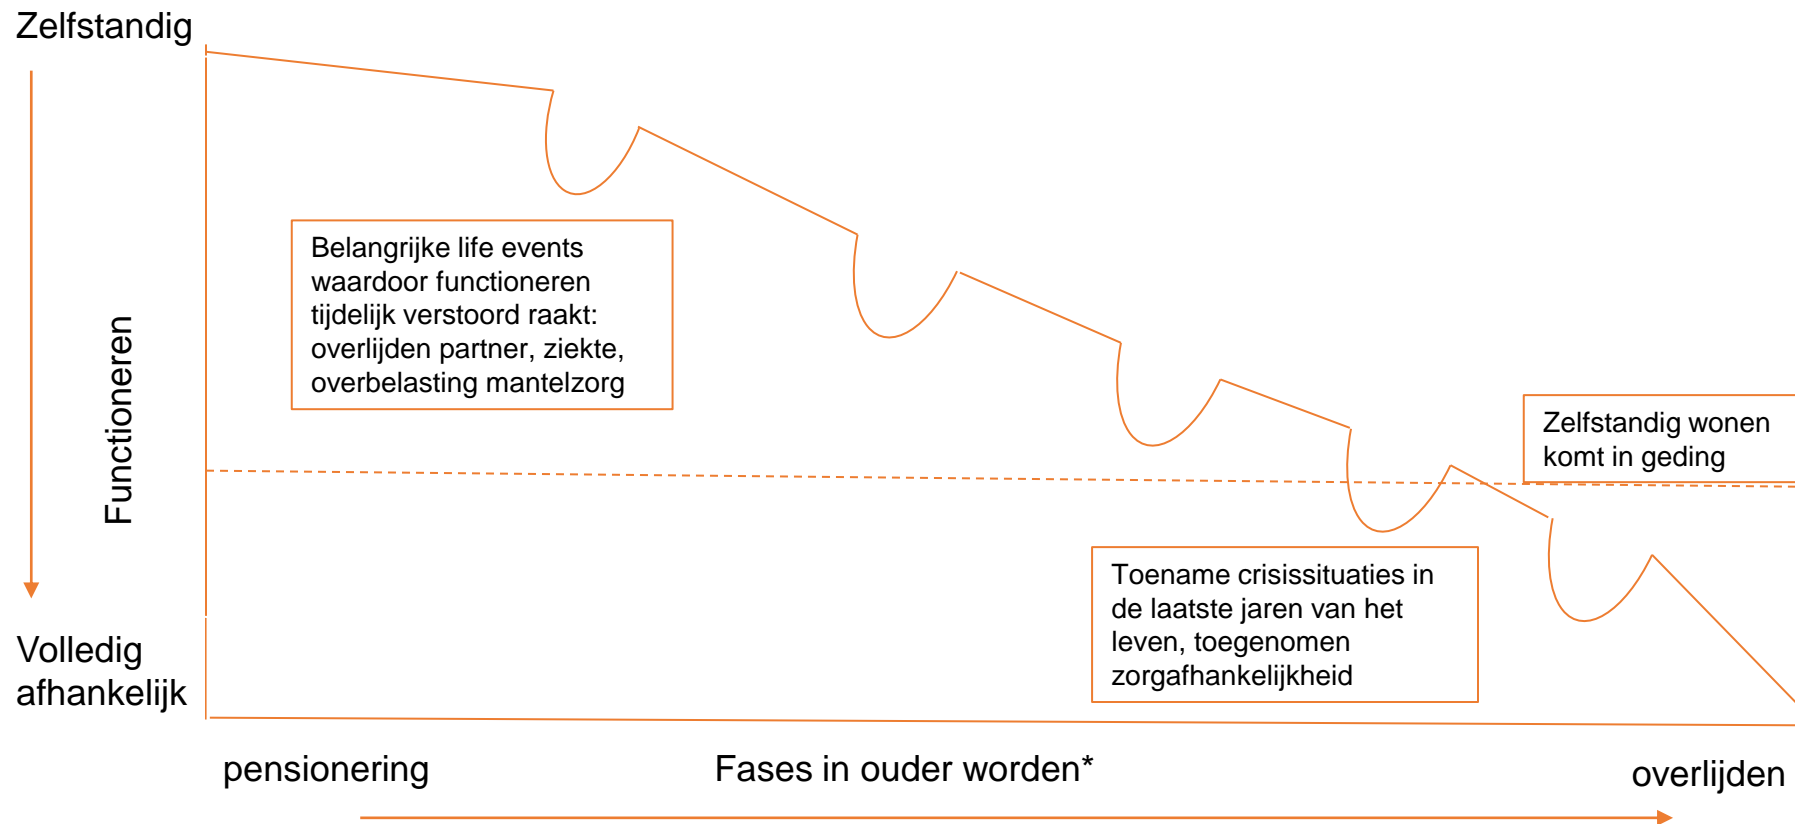 Zelfstandig
Belangrijke life events
waardoor functioneren
tijdelijk verstoord raakt:
overlijden partner, ziekte,
overbelasting mantelzorg
Functioneren
Zelfstandig wonen
komt in geding
Toename crisissituaties in
de laatste jaren van het
leven, toegenomen
zorgafhankelijkheid
Volledig
afhankelijk
pensionering
Fases in ouder worden*
overlijden